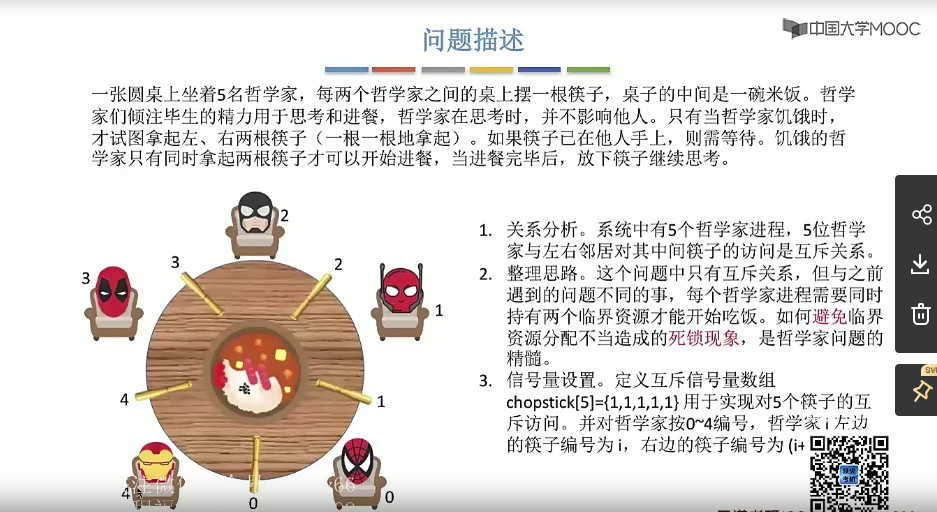 中国大学MOOC
问题描述
一张圆桌上坐着5名哲学家，每两个哲学家之间的桌上摆一根筷子，桌子的中间是一碗米饭。哲学
家们倾注毕生的精力用于思考和进餐，哲学家在思考时，并不影响他人。只有当哲学家饥饿时，
才试图拿起左、右两根筷子（一根一根地拿起）。如果筷子已在他人手上，则需等待。饥饿的哲
学家只有同时拿起两根筷子才可以开始进餐，当进餐完毕后，放下筷子继续思考。
2
3
2
3
1
4
1
4
0
0
1. 关系分析。系统中有5个哲学家进程，5位哲学
家与左右邻居对其中间筷子的访问是互斥关系。
2. 整理思路。这个问题中只有互斥关系，但与之前
遇到的问题不同的事，每个哲学家进程需要同时
持有两个临界资源才能开始吃饭。如何避免临界
资源分配不当造成的死锁现象，是哲学家问题的
精髓。
3. 信号量设置。定义互斥信号量数组
chopstick[5]={1,1,1,1,1} 用于实现对5个筷子的互
斥访问。并对哲学家按0~4编号，哲学家 i 左边
的筷子编号为 i，右边的筷子编号为 (i+